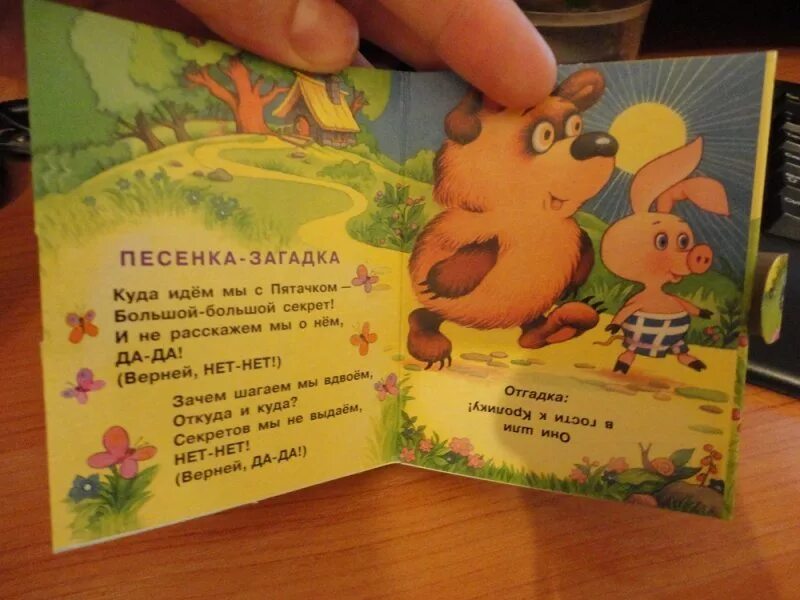 ПЕСЕНКА-ЗАГАДКА
Куда идём мы с Пятачком –
Большой-большой секрет!
И не расскажем мы о нём,
ДА-ДА!
(Верней, НЕТ-НЕТ!)
Зачем шагаем мы вдвоём,
Откуда и куда?
Секретов мы не выдаём,
НЕТ-НЕТ!
(Верней, ДА-ДА!)
Отгадка:
Они шли
в гости к Кролику!